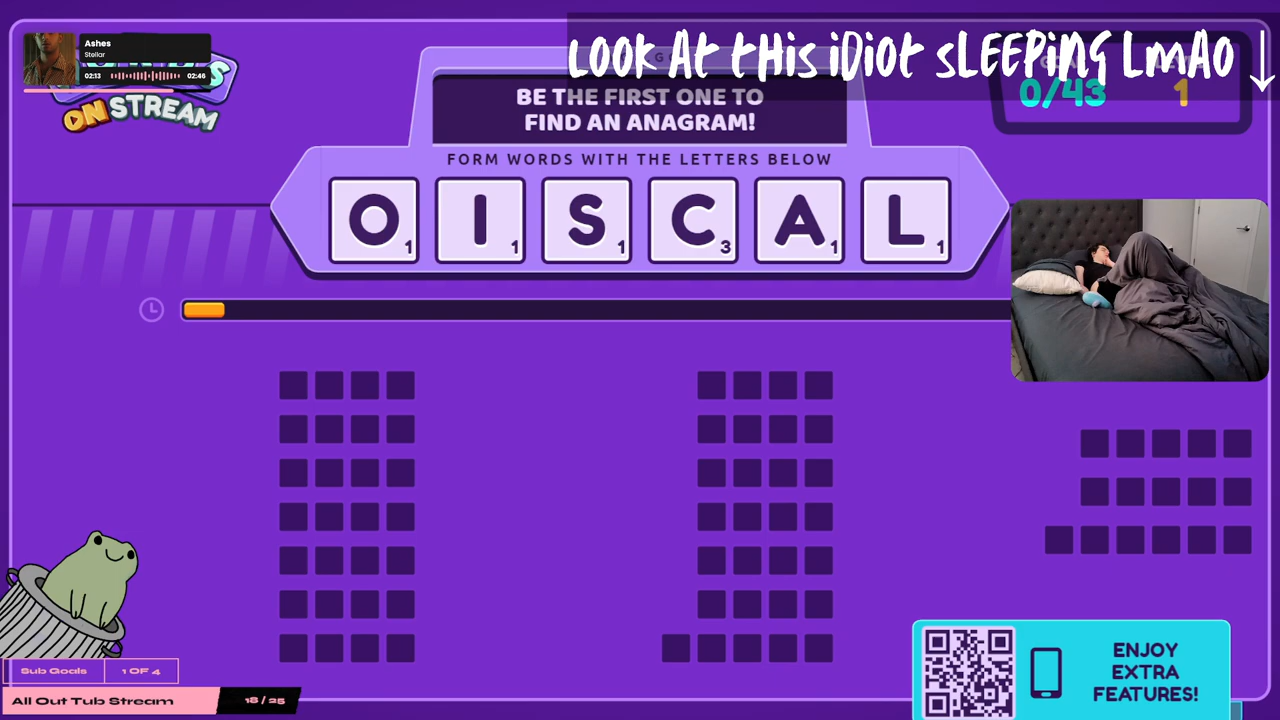 Ashes
Stellar
02:13
02:46
ON STREAM
LOOK At tHis iDiot sLEEPiNG LmAO
0/43
1
BE THE FIRST ONE TO
FIND AN ANAGRAM!
FORM WORDS WITH THE LETTERS BELOW
O 1 I 1 S 1 C 3 A 1 L 1
Sub Goals
1 OF 4
All Out Tub Stream
18 / 25
ENJOY
EXTRA
FEATURES!